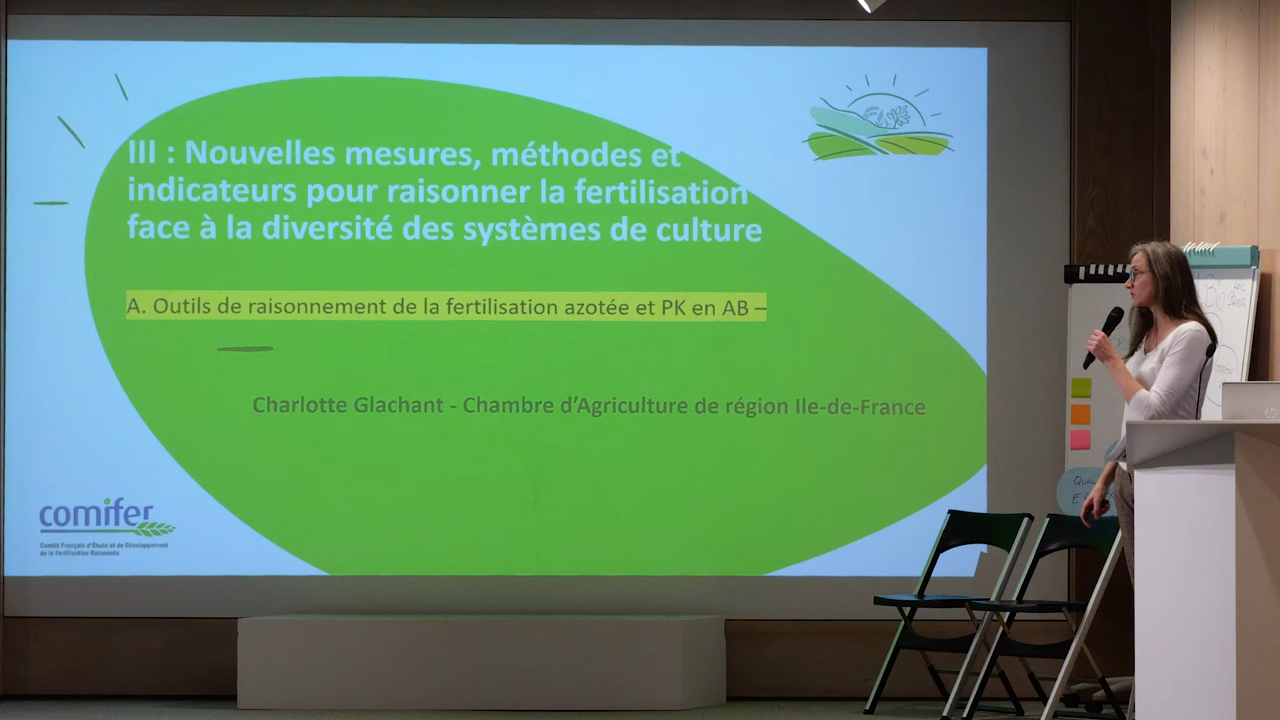 III : Nouvelles mesures, méthodes et
indicateurs pour raisonner la fertilisation
face à la diversité des systèmes de culture
A. Outils de raisonnement de la fertilisation azotée et PK en AB –
Charlotte Glachant - Chambre d’Agriculture de région Ile-de-France
comifer
Comité Français d’Étude et de Développement
de la Fertilisation Raisonnée